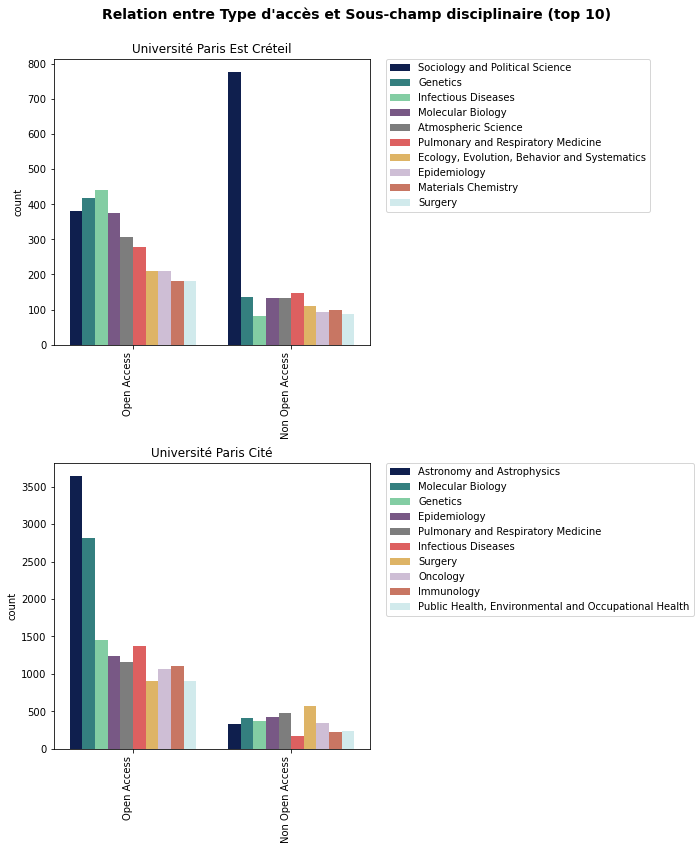 Relation entre Type d'accès et Sous-champ disciplinaire (top 10)
Université Paris Est Créteil
800
700
600
500
400
300
200
100
0
count
Open Access
Non Open Access
Sociology and Political Science
Genetics
Infectious Diseases
Molecular Biology
Atmospheric Science
Pulmonary and Respiratory Medicine
Ecology, Evolution, Behavior and Systematics
Epidemiology
Materials Chemistry
Surgery
Université Paris Cité
3500
3000
2500
2000
1500
1000
500
0
count
Open Access
Non Open Access
Astronomy and Astrophysics
Molecular Biology
Genetics
Epidemiology
Pulmonary and Respiratory Medicine
Infectious Diseases
Surgery
Oncology
Immunology
Public Health, Environmental and Occupational Health